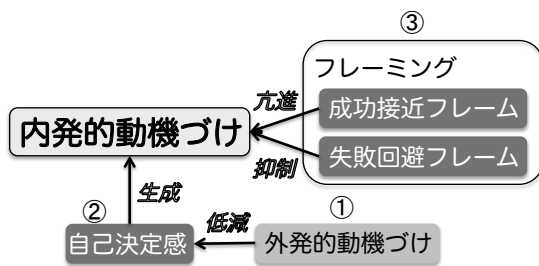 ③
フレーミング
亢進
成功接近フレーム
内発的動機づけ
抑制
失敗回避フレーム
生成
②
低減
①
自己決定感
外発的動機づけ